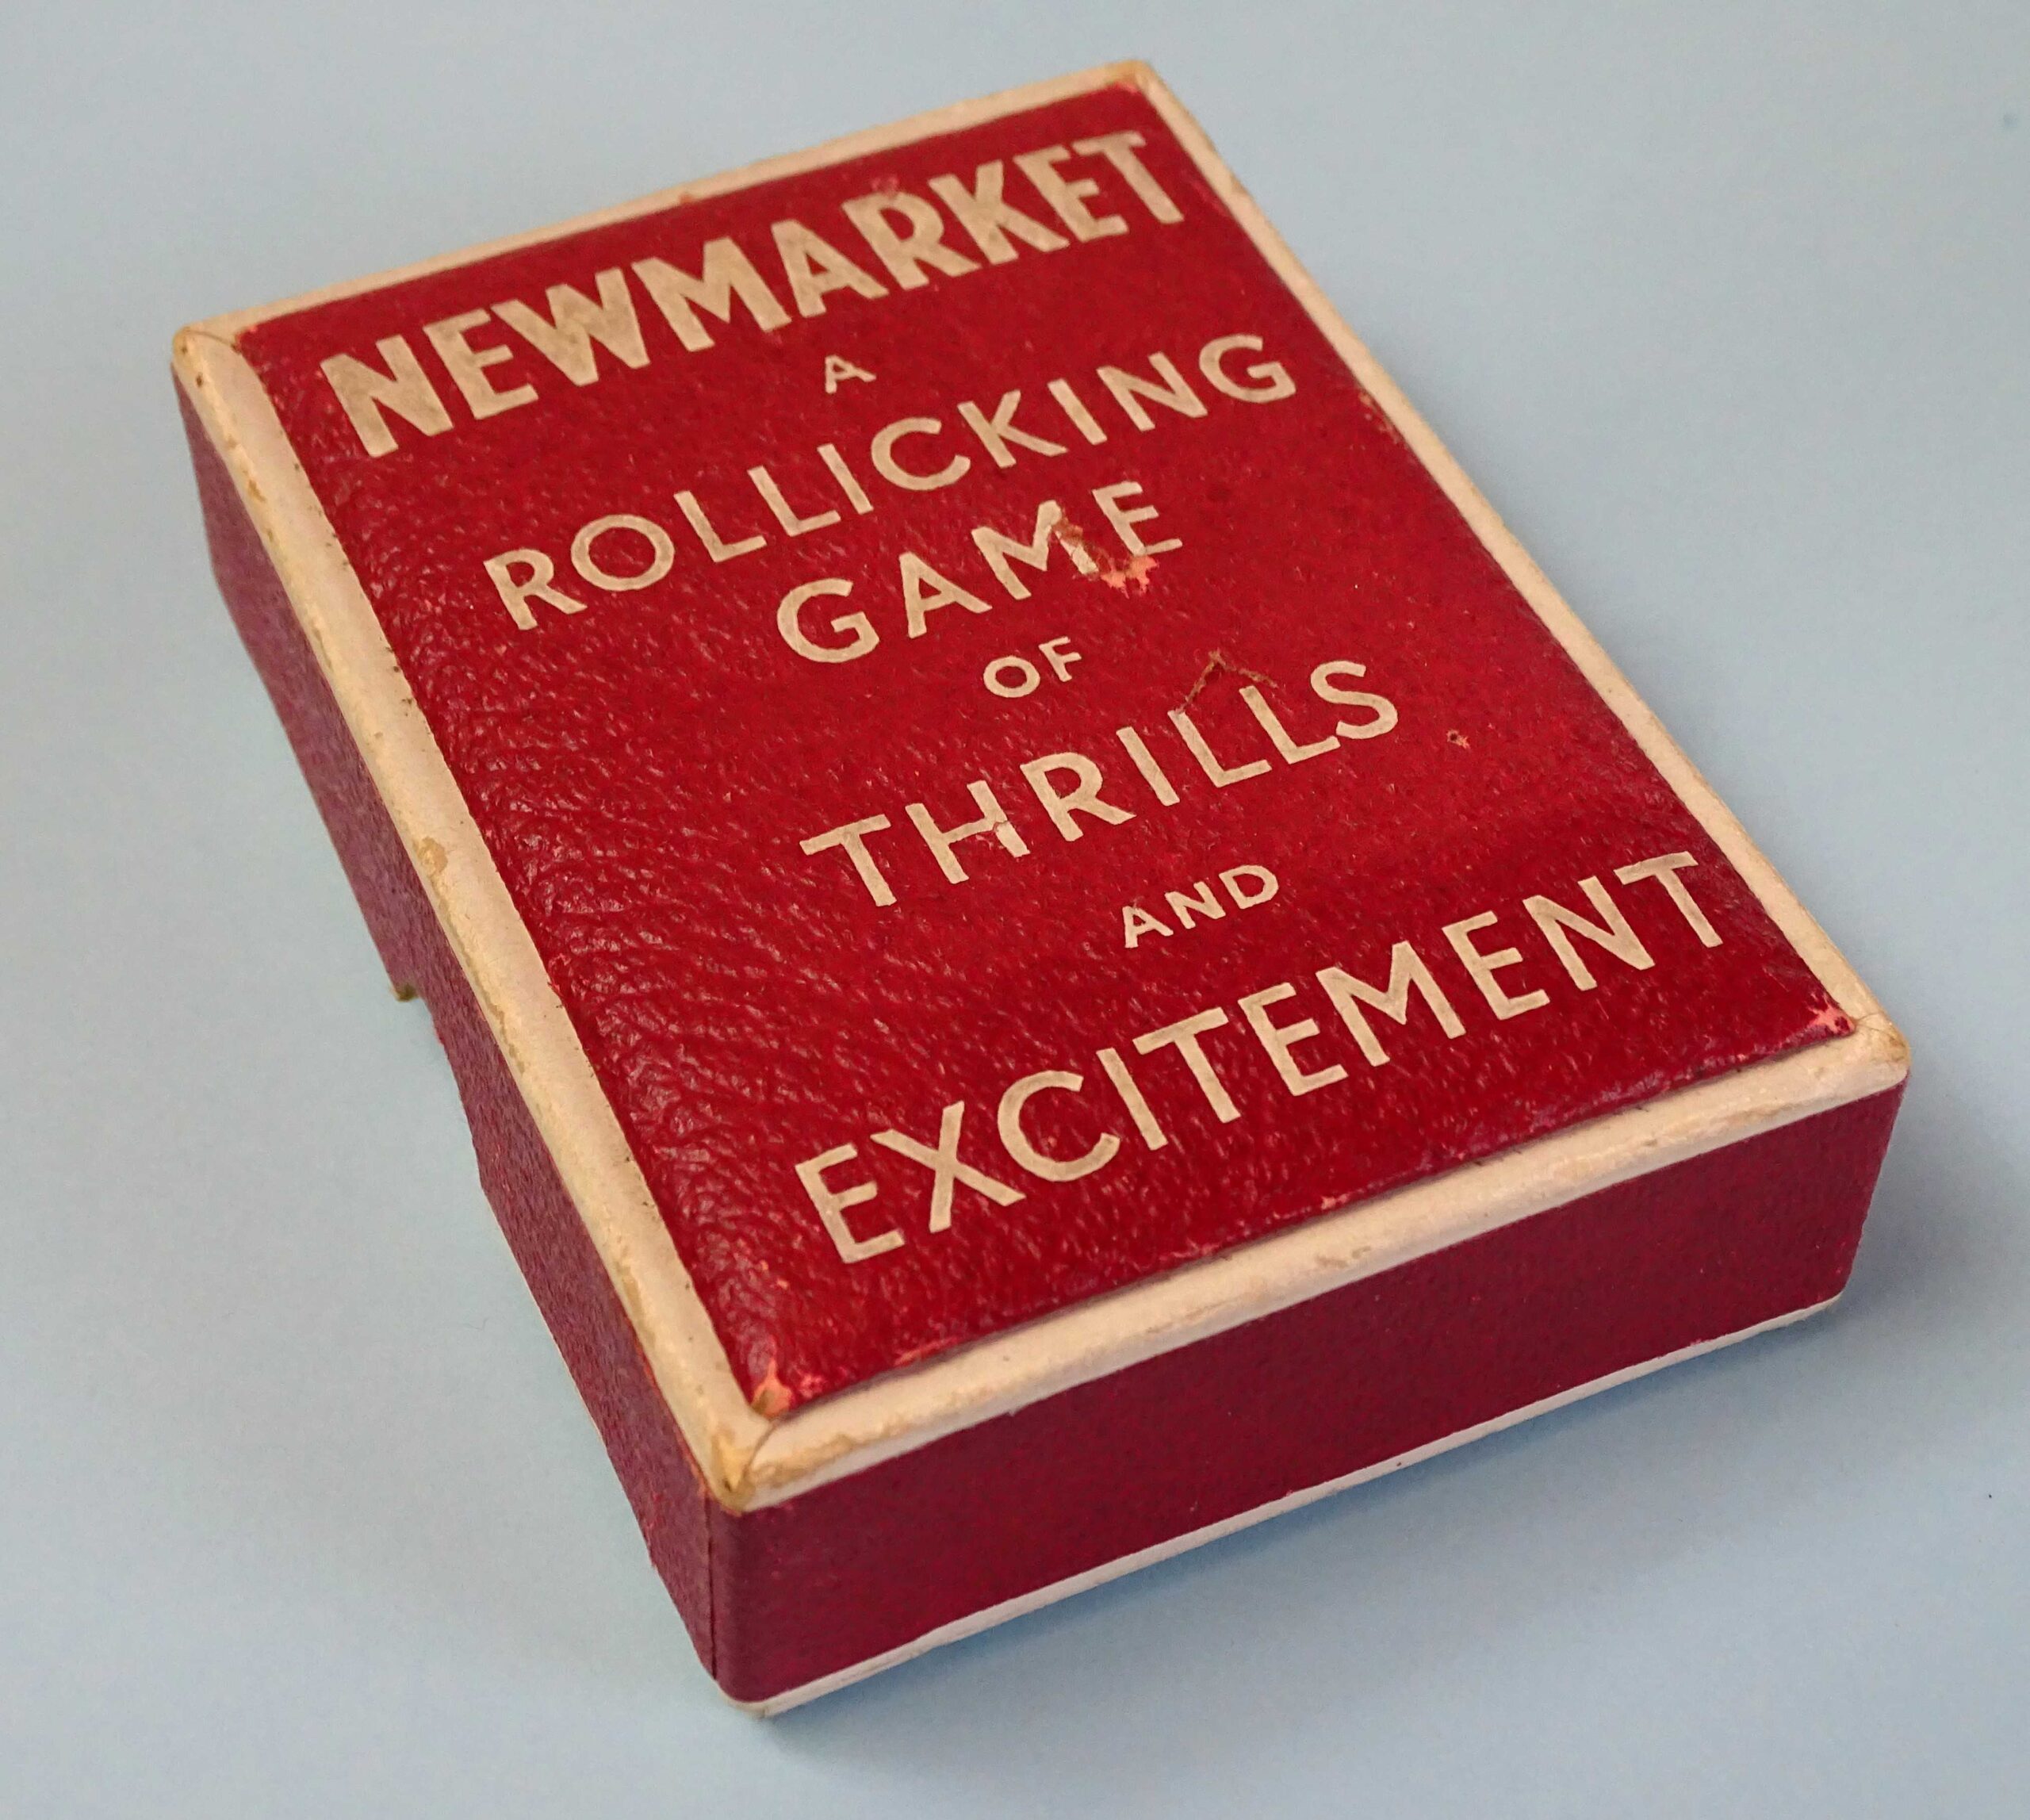 NEWMARKET
A
ROLLICKING
GAME
OF
THRILLS
AND
EXCITEMENT